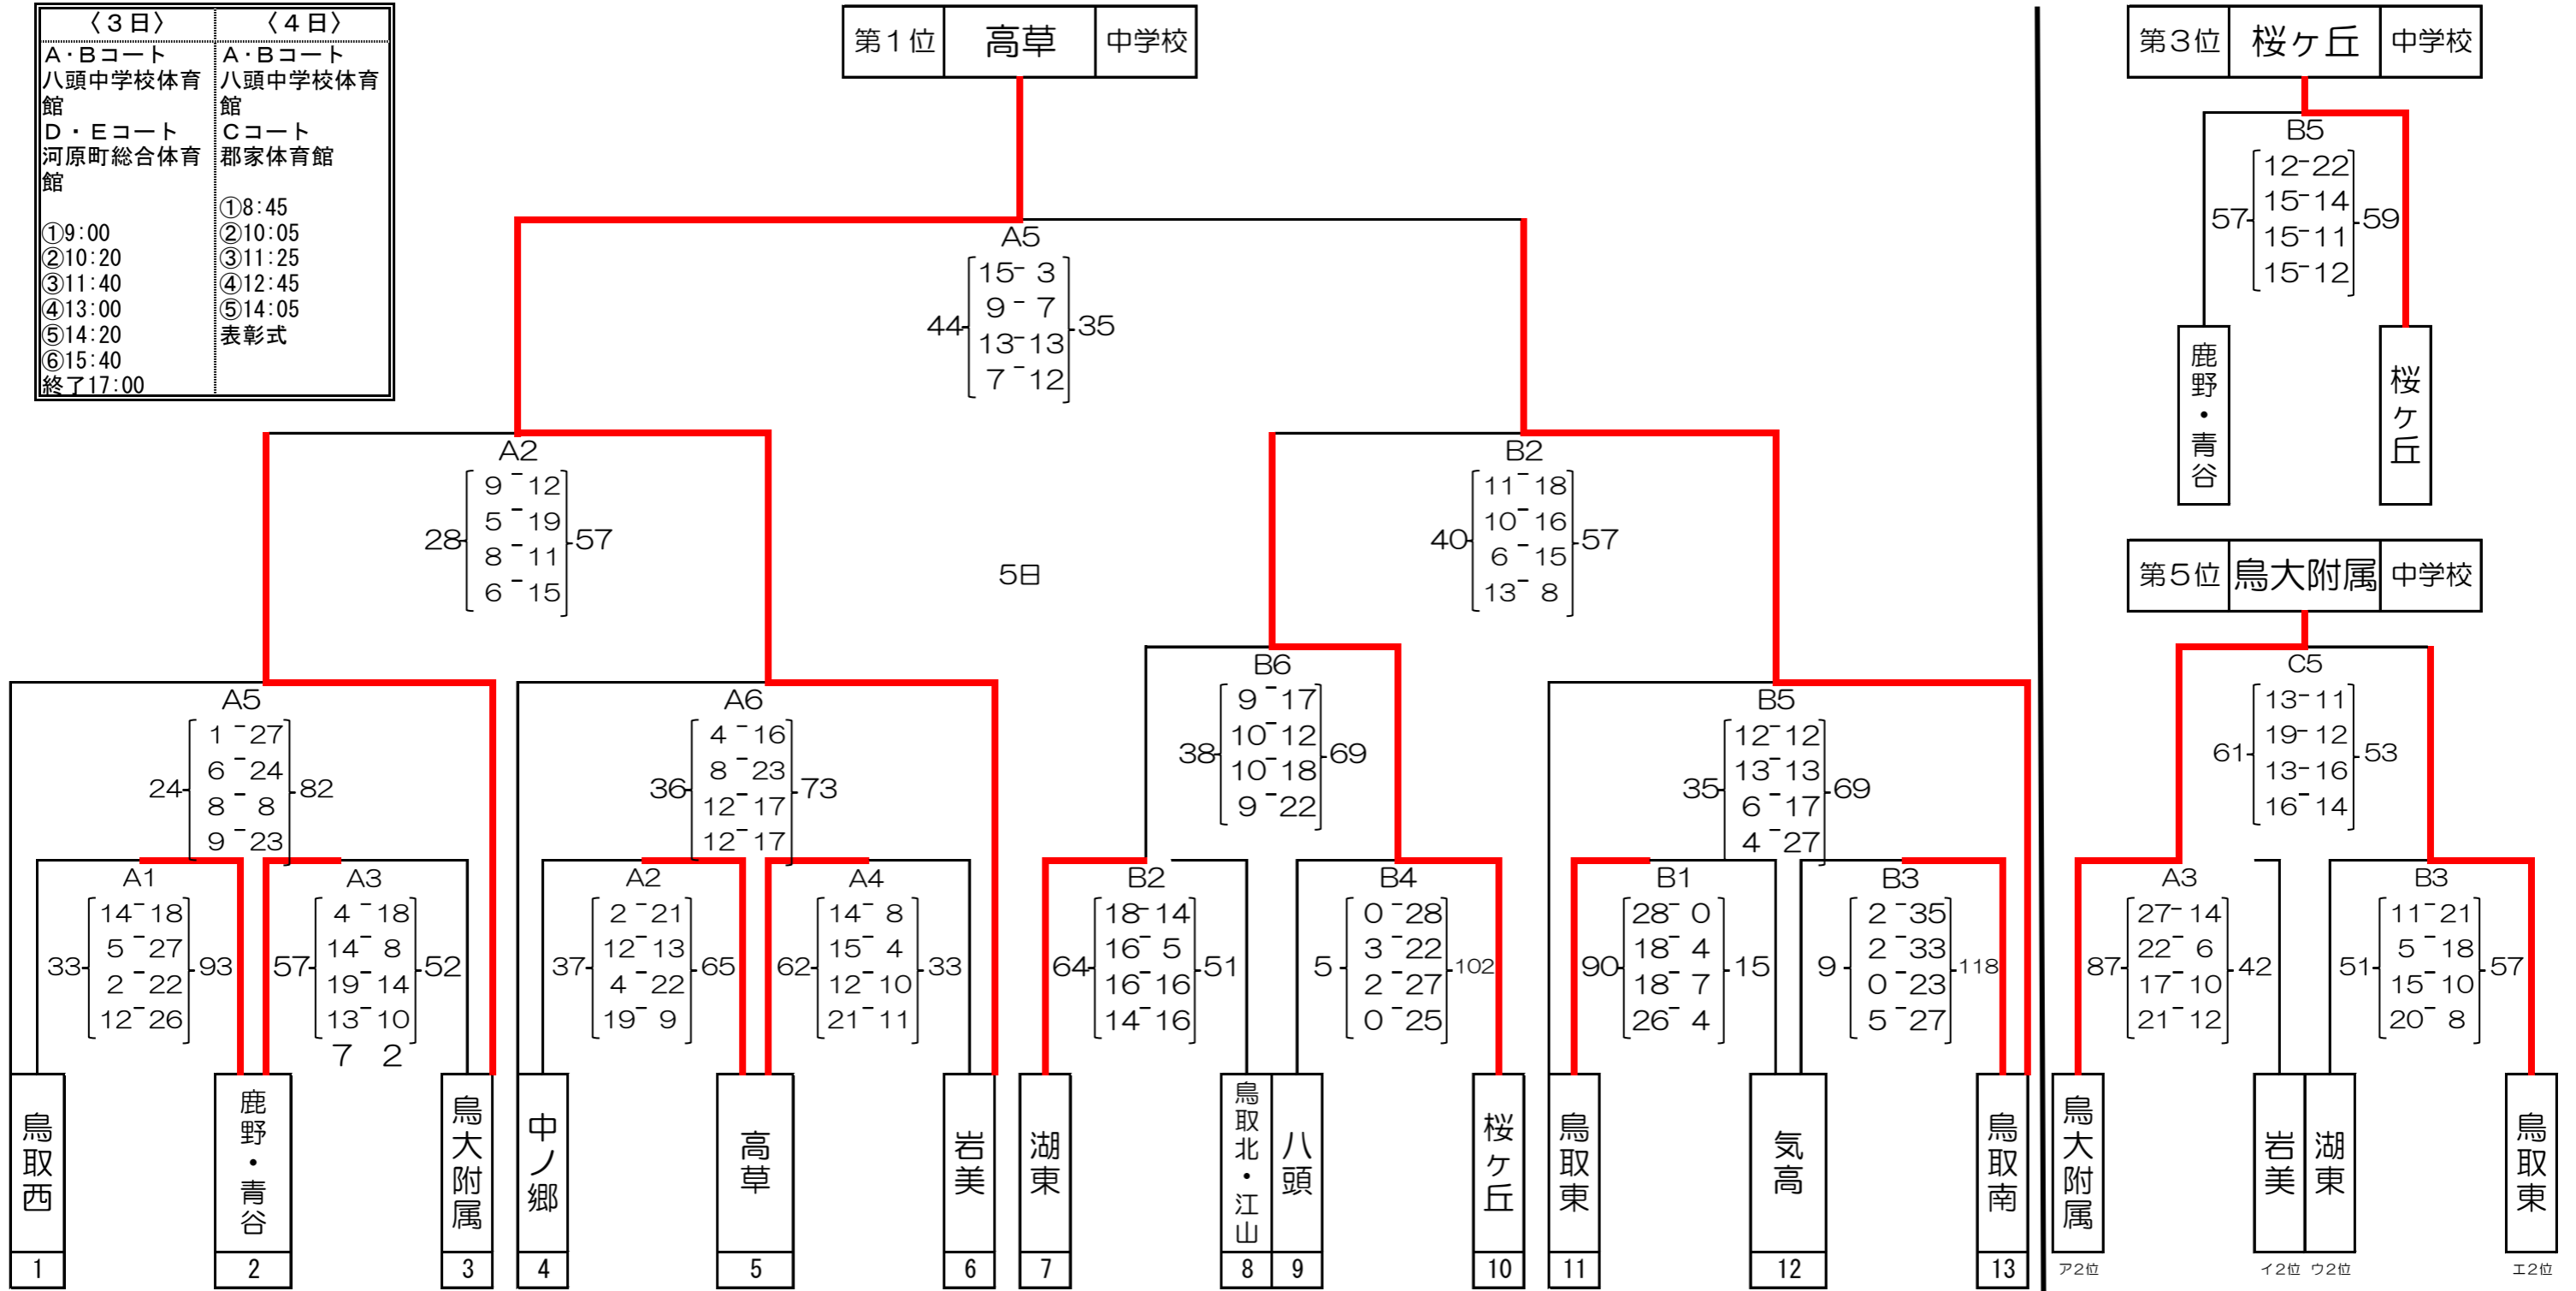 〈３日〉
A・Bコート
八頭中学校体育
館
D・Eコート
河原町総合体育
館
①9:00
②10:20
③11:40
④13:00
⑤14:20
⑥15:40
終了17:00
〈４日〉
A・Bコート
八頭中学校体育
館
Cコート
郡家体育館
①8:45
②10:05
③11:25
④12:45
⑤14:05
表彰式
第１位 高草 中学校
A5
15- 3
9 - 7
44 35
13-13
7 -12
A2
9 -12
5 -19
28 57
8 -11
6 -15
5日
B2
11-18
10-16
40 57
6 -15
13- 8
A5
1 -27
6 -24
24 82
8 - 8
9 -23
A6
4 -16
8 -23
36 73
12-17
12-17
B6
9 -17
10-12
38 69
10-18
9 -22
B5
12-12
13-13
35 69
6 -17
4 -27
A1
14-18
5 -27
33 93
2 -22
12-26
A3
4 -18
14- 8
57 52
19-14
13-10
7 2
A2
2 -21
12-13
37 65
4 -22
19- 9
A4
14- 8
15- 4
62 33
12-10
21-11
B2
18-14
16- 5
64 51
16-16
14-16
B4
0 -28
3 -22
5 102
2 -27
0 -25
B1
28- 0
18- 4
90 15
18- 7
26- 4
B3
2 -35
2 -33
9 118
0 -23
5 -27
鳥取西
鹿野・青谷
鳥大附属
中ノ郷
高草
岩美
湖東
鳥取北・江山
八頭
桜ヶ丘
鳥取東
気高
鳥取南
1 2 3 4 5 6 7 8 9 10 11 12 13
第３位 桜ヶ丘 中学校
B5
12-22
15-14
57 59
15-11
15-12
鹿野・青谷
桜ヶ丘
第５位 鳥大附属 中学校
C5
13-11
19-12
61 53
13-16
16-14
A3
27-14
22- 6
87 42
17-10
21-12
B3
11-21
5 -18
51 57
15-10
20- 8
鳥大附属
岩美
湖東
鳥取東
ア2位 イ2位 ウ2位 エ2位